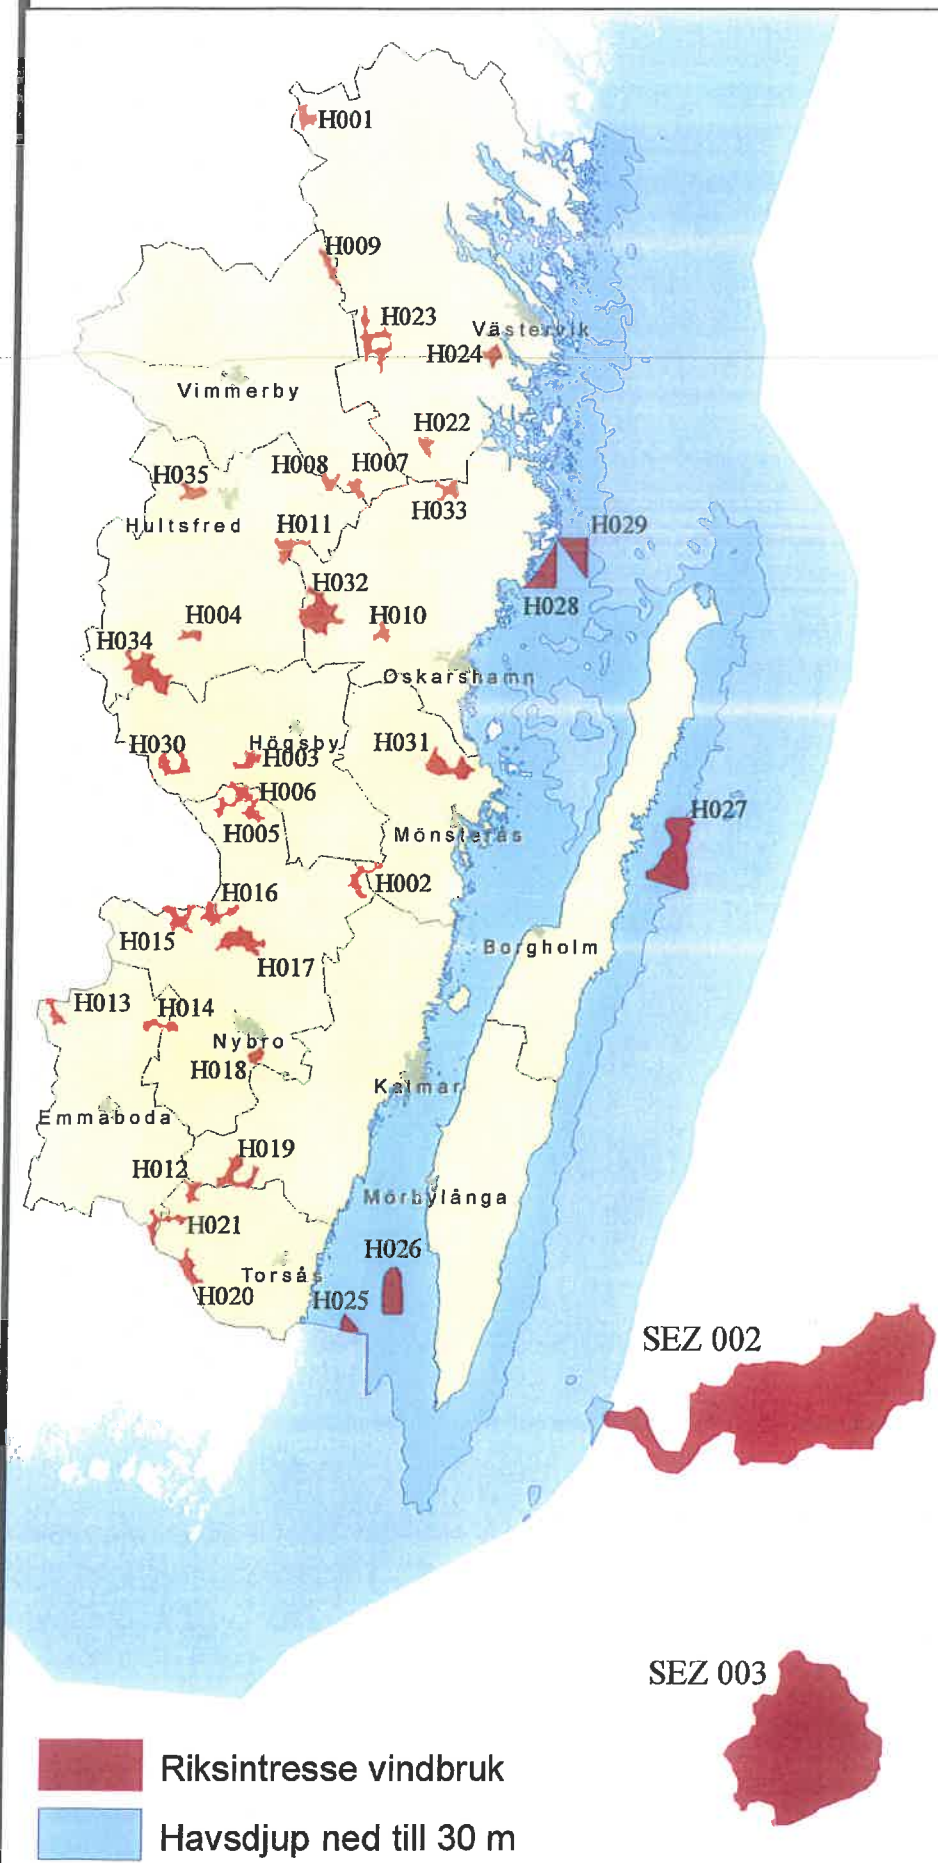 H001
H009
H023
Västervik
H024
Vimmerby
H022
H008
H007
H035
H033
Hultsfred
H011
H029
H032
H028
H004
H010
H034
Oskarshamn
H030
Högsby
H003
H031
H006
H027
H005
Mönsterås
H002
H016
H015
Borgholm
H017
H013
H014
Nybro
H018
Kalmar
Emmaboda
H019
H012
Mörbylånga
H021
H026
Torsås
H020
H025
SEZ 002
SEZ 003
Riksintresse vindbruk
Havsdjup ned till 30 m